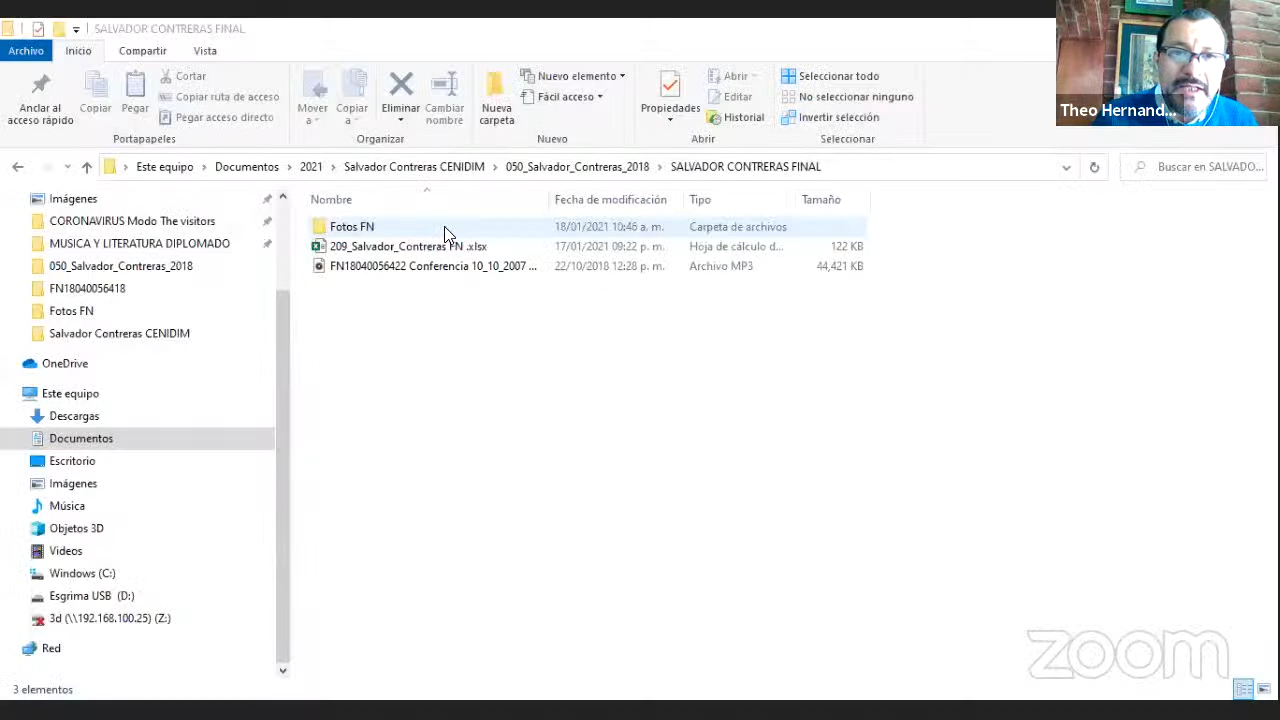 SALVADOR CONTRERAS FINAL
Archivo Inicio Compartir Vista
Anclar al acceso rápido
Copiar
Pegar
Cortar
Copiar ruta de acceso
Pegar acceso directo
Portapapeles
Mover a
Copiar a
Eliminar
Cambiar nombre
Organizar
Nueva carpeta
Nuevo elemento
Fácil acceso
Nuevo
Propiedades
Abrir
Editar
Historial
Abrir
Seleccionar todo
No seleccionar ninguno
Invertir selección
Seleccionar
Theo Hernand...
Este equipo > Documentos > 2021 > Salvador Contreras CENIDIM > 050_Salvador_Contreras_2018 > SALVADOR CONTRERAS FINAL
Buscar en SALVADO...
Imágenes
CORONAVIRUS Modo The visitors
MUSICA Y LITERATURA DIPLOMADO
050_Salvador_Contreras_2018
FN18040056418
Fotos FN
Salvador Contreras CENIDIM
OneDrive
Este equipo
Descargas
Documentos
Escritorio
Imágenes
Música
Objetos 3D
Videos
Windows (C:)
Esgrima USB (D:)
3d (\\192.168.100.25) (Z:)
Red
Nombre Fecha de modificación Tipo Tamaño
Fotos FN 18/01/2021 10:46 a. m. Carpeta de archivos
209_Salvador_Contreras FN .xlsx 17/01/2021 09:22 p. m. Hoja de cálculo d... 122 KB
FN18040056422 Conferencia 10_10_2007 ... 22/10/2018 12:28 p. m. Archivo MP3 44,421 KB
3 elementos
zoom